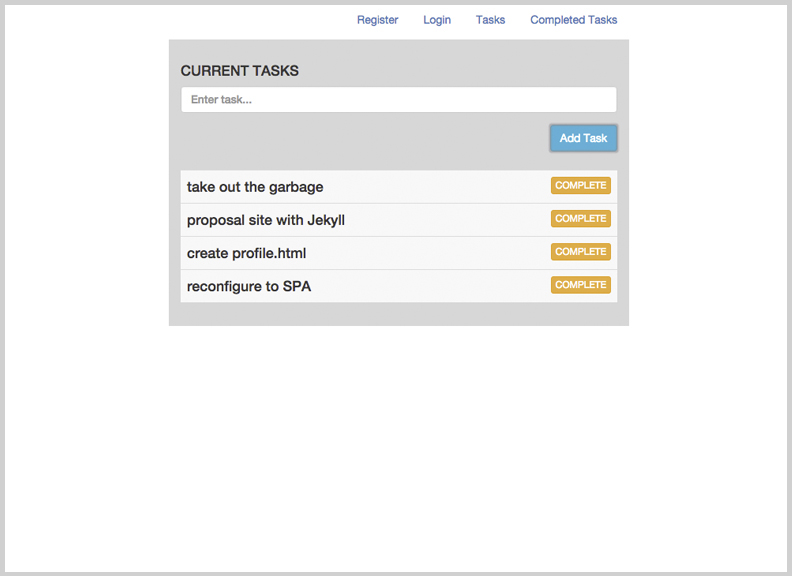 Register Login Tasks Completed Tasks
CURRENT TASKS
Enter task...
Add Task
take out the garbage COMPLETE
proposal site with Jekyll COMPLETE
create profile.html COMPLETE
reconfigure to SPA COMPLETE